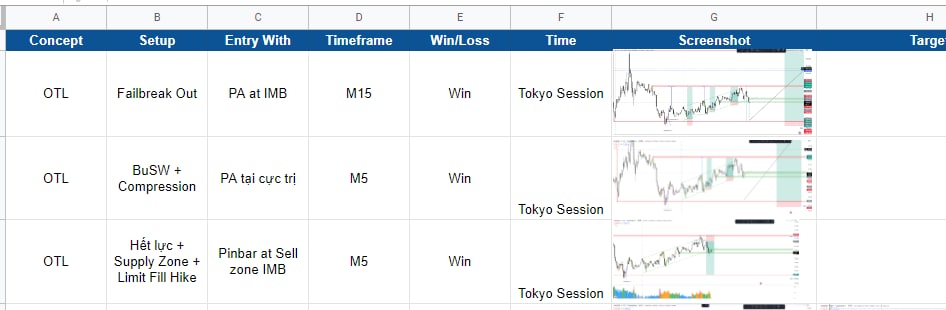 A B C D E F G H
Concept Setup Entry With Timeframe Win/Loss Time Screenshot Targe
OTL Failbreak Out PA at IMB M15 Win Tokyo Session
OTL BuSW + Compression PA tại cực trị M5 Win Tokyo Session
OTL Hết lực + Supply Zone + Limit Fill Hike Pinbar at Sell zone IMB M5 Win Tokyo Session